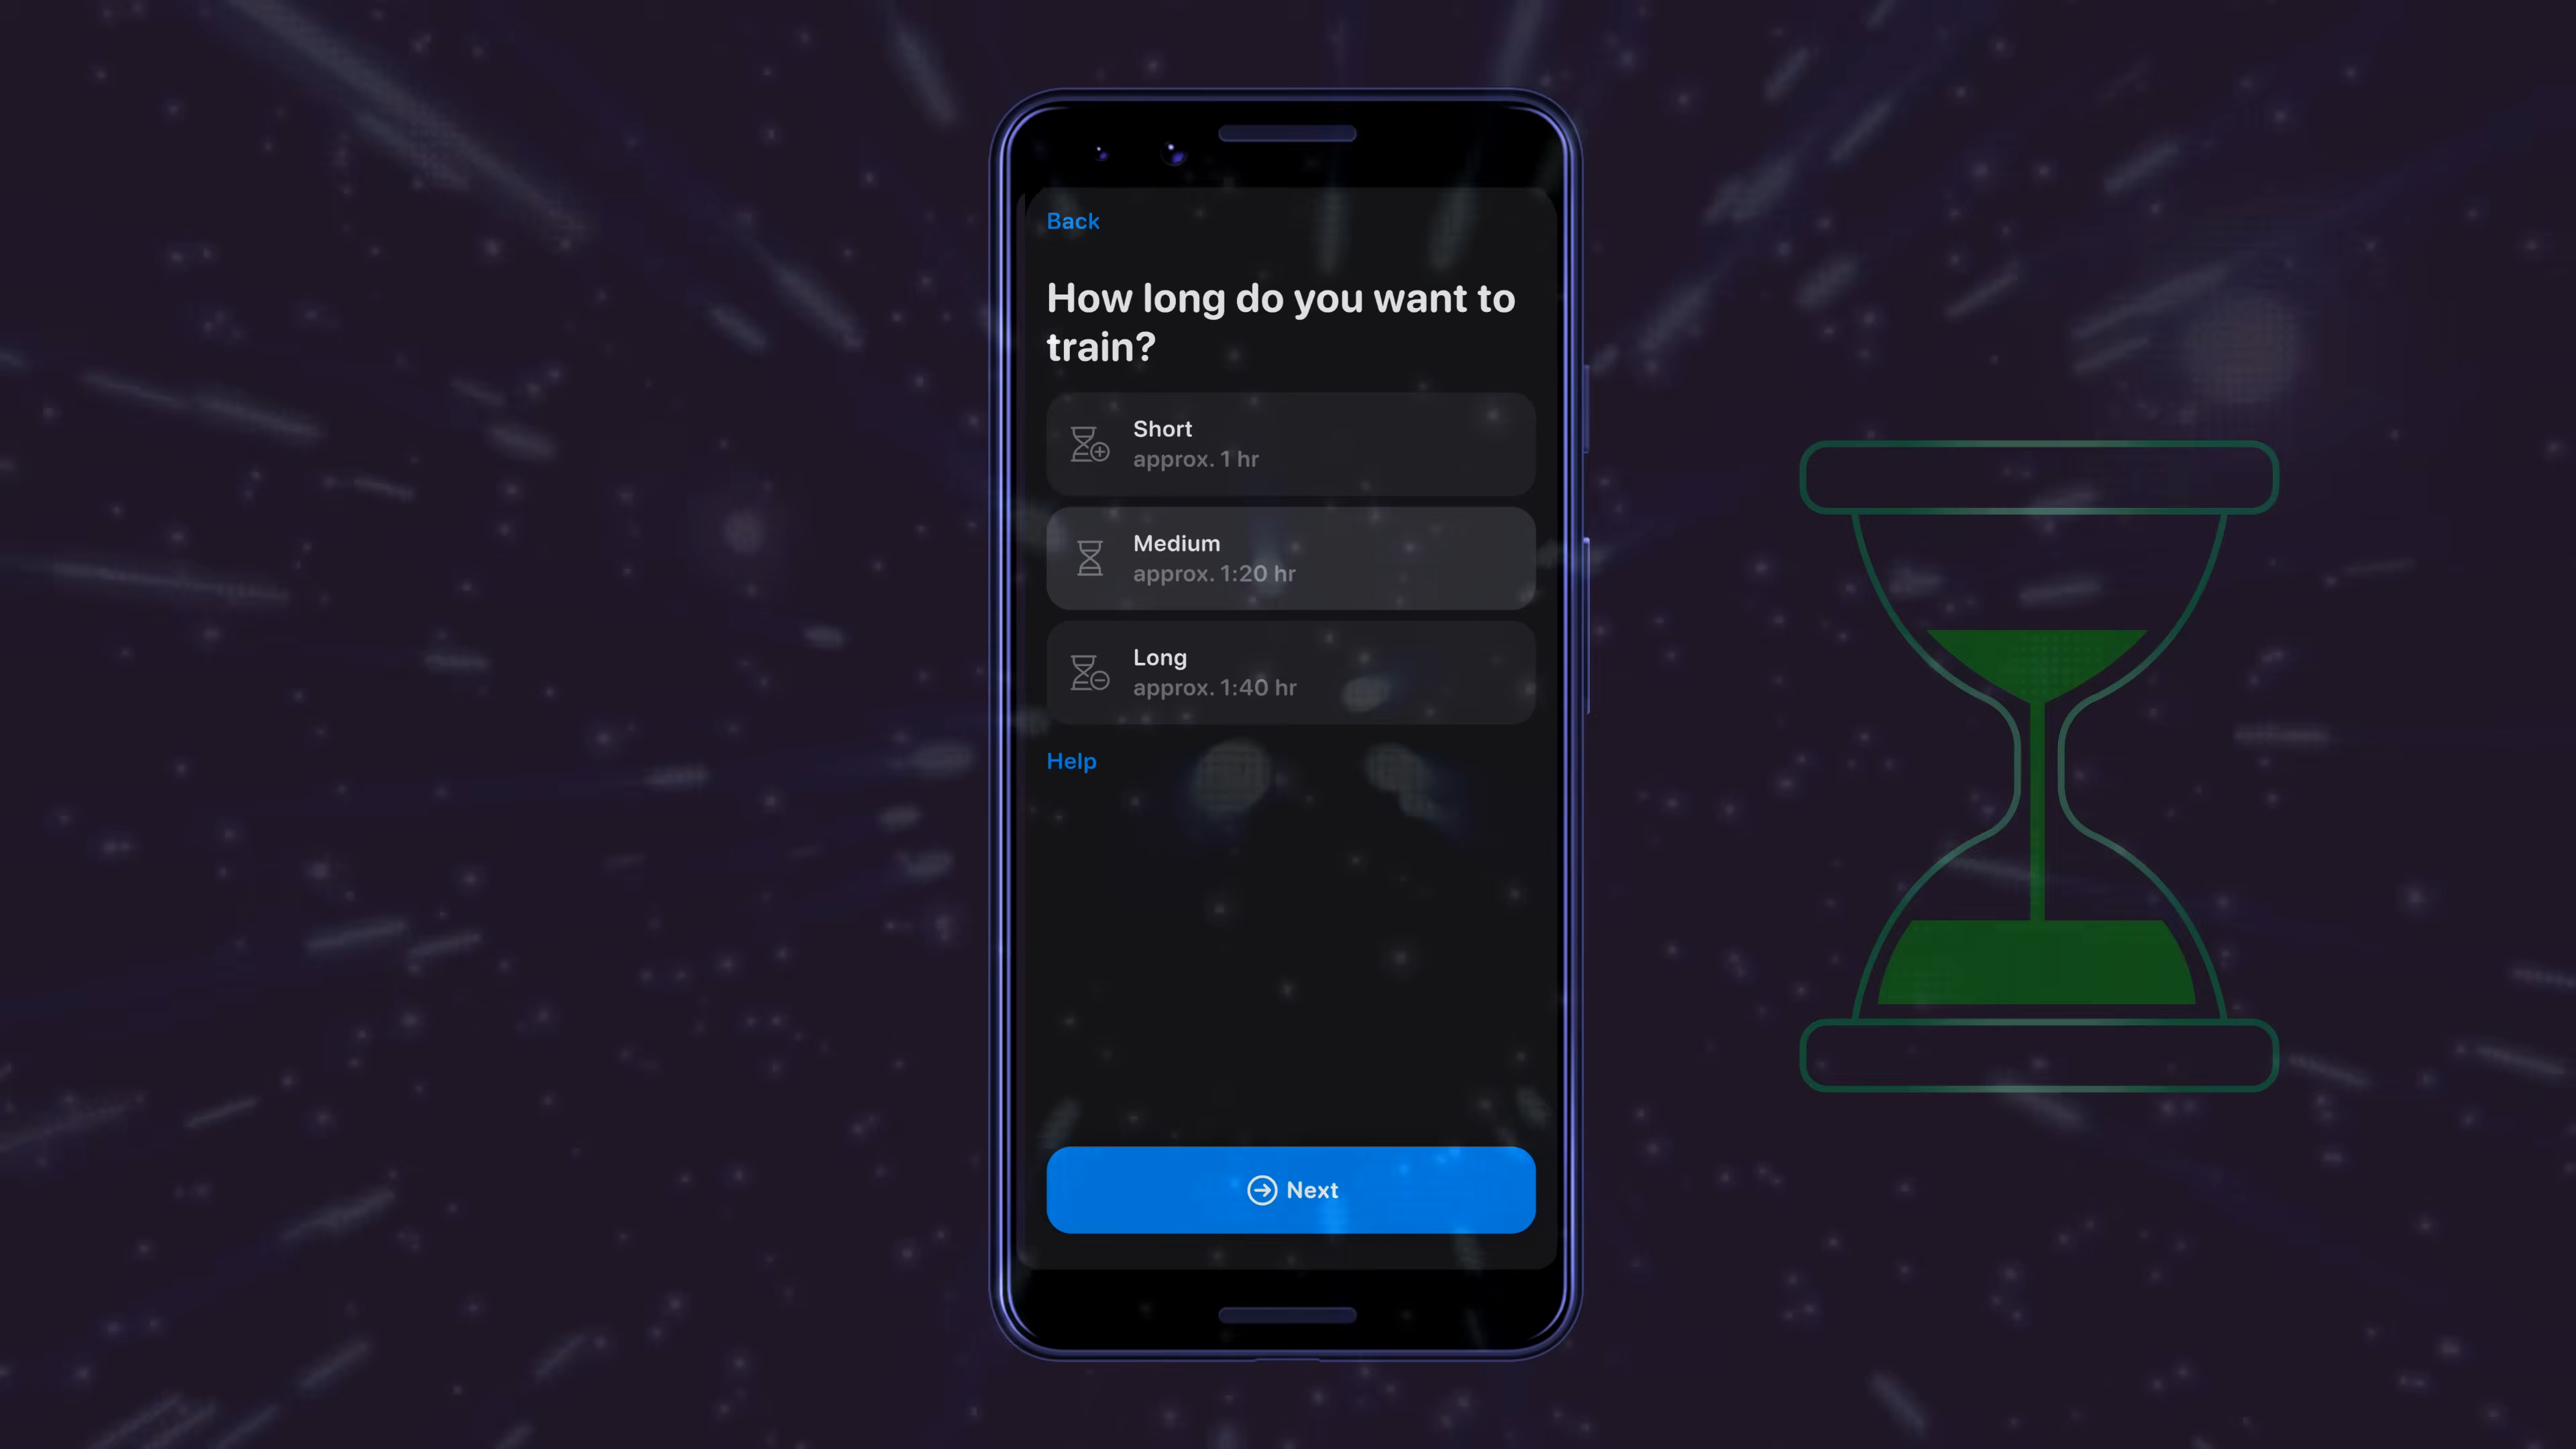 Back
How long do you want to
train?
Short
approx. 1 hr
Medium
approx. 1:20 hr
Long
approx. 1:40 hr
Help
Next